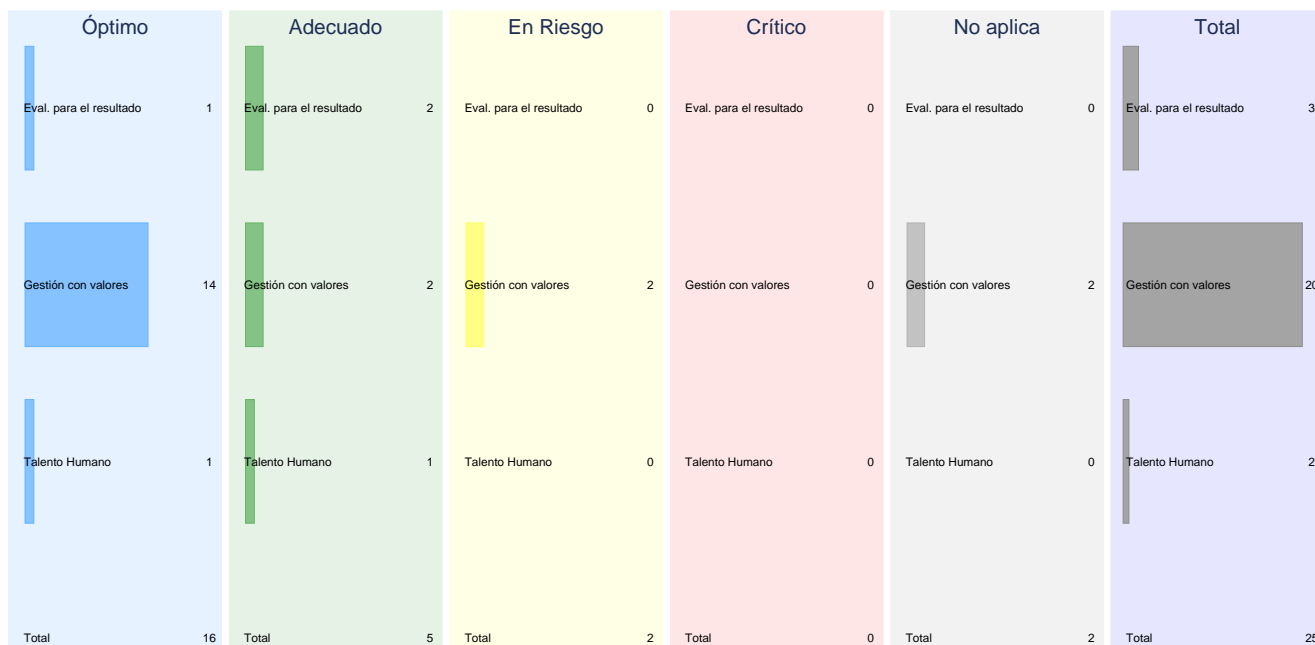 Óptimo Adecuado En Riesgo Crítico No aplica Total
Eval. para el resultado 1 Eval. para el resultado 2 Eval. para el resultado 0 Eval. para el resultado 0 Eval. para el resultado 0 Eval. para el resultado 3
Gestión con valores 14 Gestión con valores 2 Gestión con valores 2 Gestión con valores 0 Gestión con valores 2 Gestión con valores 20
Talento Humano 1 Talento Humano 1 Talento Humano 0 Talento Humano 0 Talento Humano 0 Talento Humano 2
Total 16 Total 5 Total 2 Total 0 Total 2 Total 25